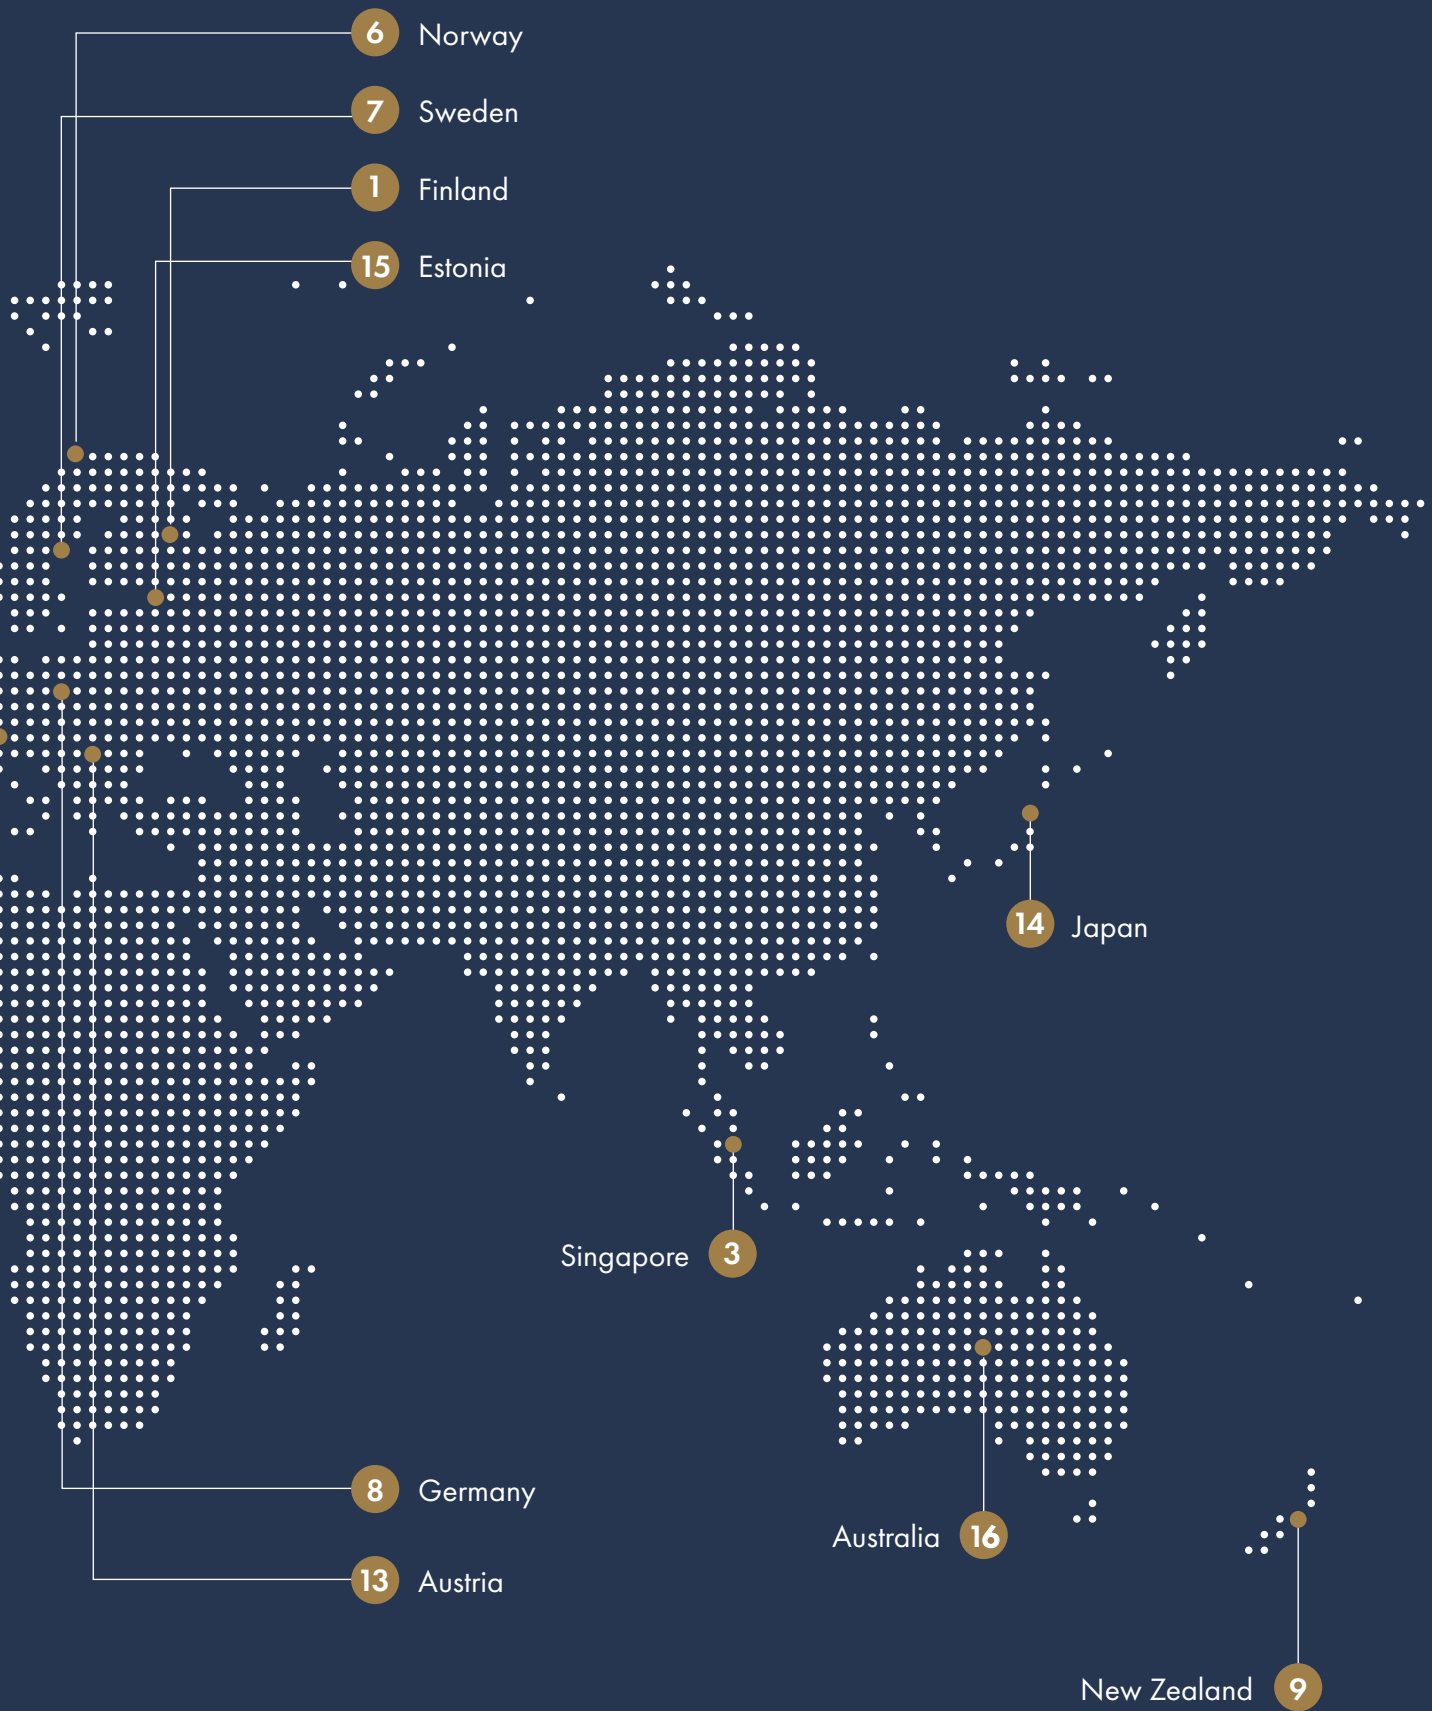 6 Norway
7 Sweden
1 Finland
15 Estonia
14 Japan
Singapore 3
8 Germany
Australia 16
13 Austria
New Zealand 9